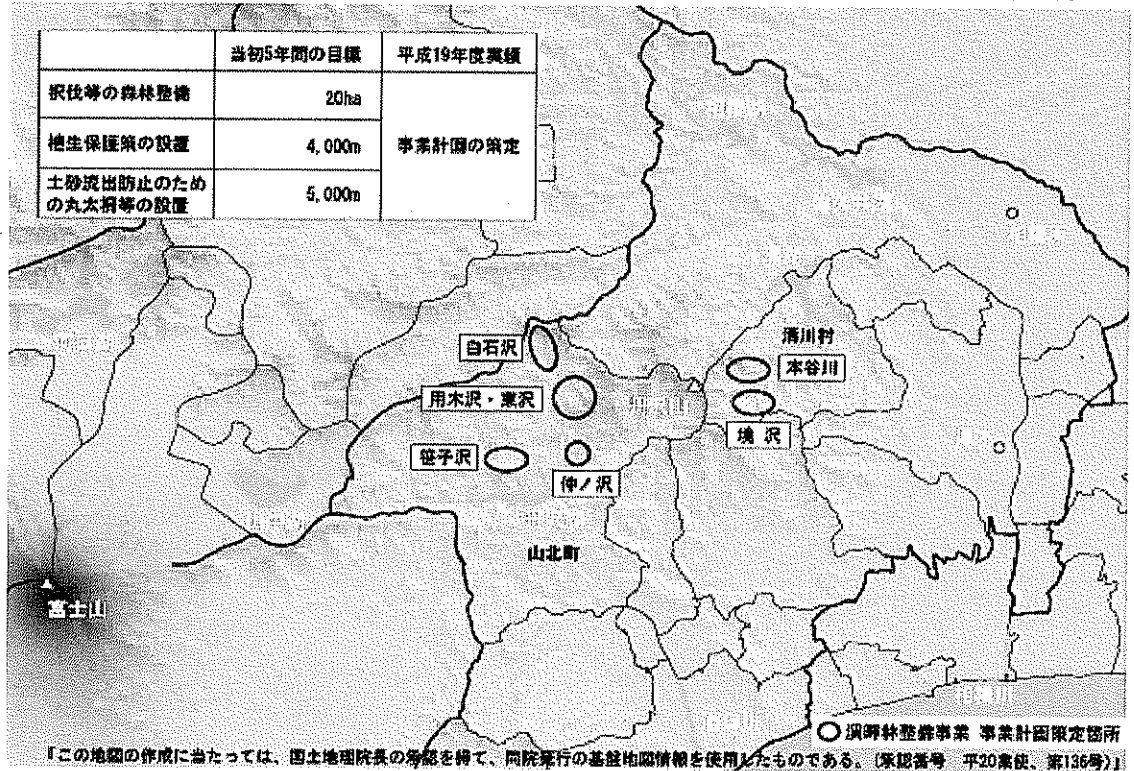 当初5年間の目標 平成19年度実績
択伐等の森林整備 20ha 事業計画の策定
植生保護策の設置 4,000m
土砂流出防止のため
の丸太柵等の設置 5,000m
清川村
白石沢
本谷川
用木沢・東沢
丹沢山
境沢
笹子沢
仲ノ沢
山北町
富士山
渓畔林整備事業 事業計画策定箇所
「この地図の作成に当たっては、国土地理院長の承認を得て、同院発行の基盤地図情報を使用したものである。(承認番号 平20業使、第136号)」